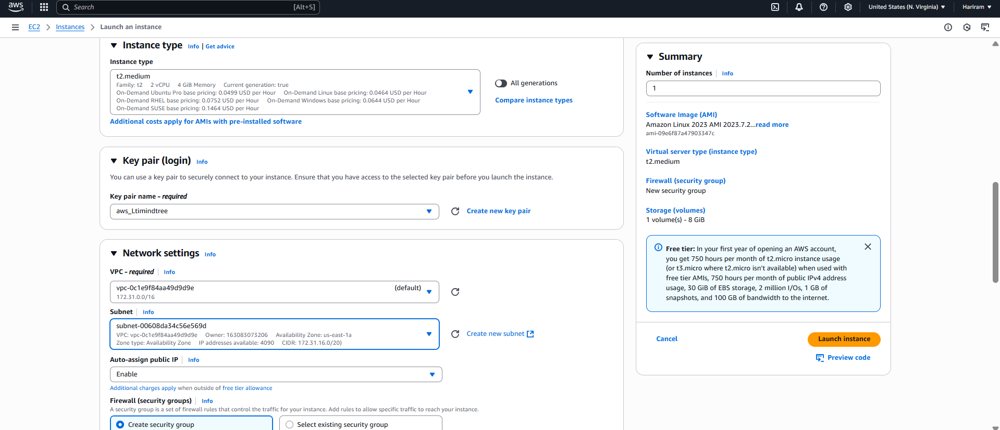 aws
Search
[Alt+S]
United States (N. Virginia)
Hariram
EC2
Instances
Launch an instance
Instance type
Info | Get advice
Instance type
t2.medium
Family: t2 2 vCPU 4 GiB Memory Current generation: true
On-Demand Ubuntu Pro base pricing: 0.0499 USD per Hour On-Demand Linux base pricing: 0.0464 USD per Hour
On-Demand RHEL base pricing: 0.0752 USD per Hour On-Demand Windows base pricing: 0.0644 USD per Hour
On-Demand SUSE base pricing: 0.1464 USD per Hour
All generations
Compare instance types
Additional costs apply for AMIs with pre-installed software
Key pair (login) Info
You can use a key pair to securely connect to your instance. Ensure that you have access to the selected key pair before you launch the instance.
Key pair name - required
aws_Ltimindtree
Create new key pair
Network settings Info
VPC - required Info
vpc-0c1e9f84aa49d9d9e (default)
172.31.0.0/16
Subnet Info
subnet-00608da34c56e569d
VPC: vpc-0c1e9f84aa49d9d9e Owner: 163083073206 Availability Zone: us-east-1a
Zone type: Availability Zone IP addresses available: 4090 CIDR: 172.31.16.0/20)
Create new subnet
Auto-assign public IP Info
Enable
Additional charges apply when outside of free tier allowance
Firewall (security groups) Info
A security group is a set of firewall rules that control the traffic for your instance. Add rules to allow specific traffic to reach your instance.
Create security group
Select existing security group
Summary
Number of instances Info
1
Software Image (AMI)
Amazon Linux 2023 AMI 2023.7.2...read more
ami-09e6f87a47903347c
Virtual server type (instance type)
t2.medium
Firewall (security group)
New security group
Storage (volumes)
1 volume(s) - 8 GiB
Free tier: In your first year of opening an AWS account,
you get 750 hours per month of t2.micro instance usage
(or t3.micro where t2.micro isn't available) when used with
free tier AMIs, 750 hours per month of public IPv4 address
usage, 30 GiB of EBS storage, 2 million I/Os, 1 GB of
snapshots, and 100 GB of bandwidth to the internet.
Cancel
Launch instance
Preview code